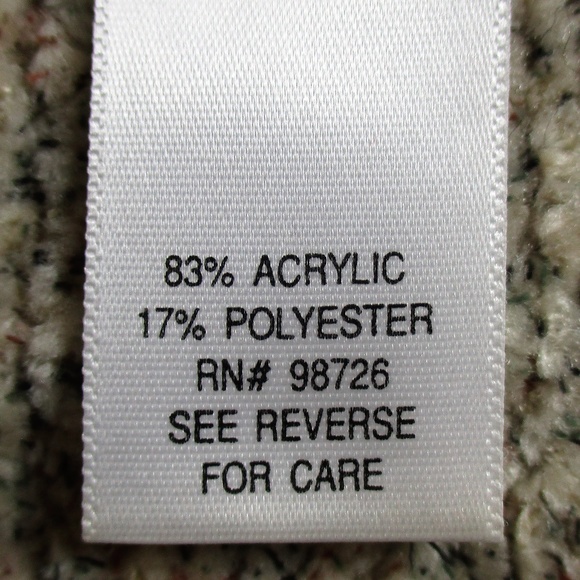 83% ACRYLIC
17% POLYESTER
RN# 98726
SEE REVERSE
FOR CARE